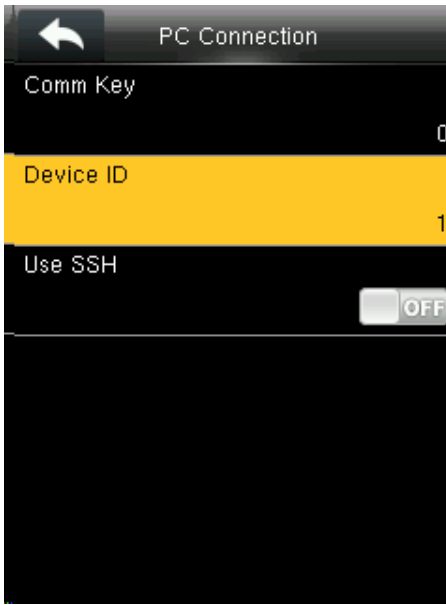 PC Connection
Comm Key
0
Device ID
1
Use SSH
OFF